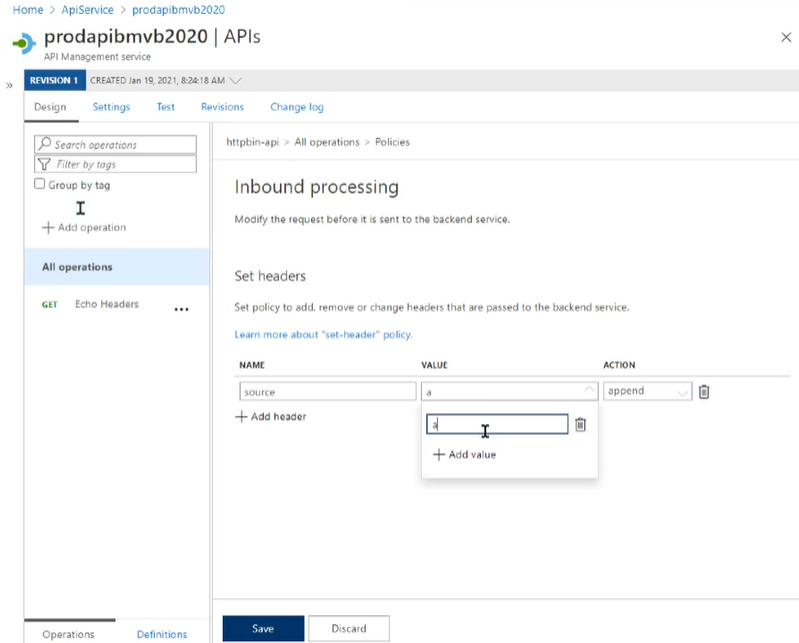 Home > ApiService > prodapibmvb2020
prodapibmvb2020 | APIs
API Management service
»
REVISION 1 CREATED Jan 19, 2021, 8:24:18 AM
Design Settings Test Revisions Change log
Search operations
Filter by tags
Group by tag
+ Add operation
All operations
GET Echo Headers ...
httpbin-api > All operations > Policies
Inbound processing
Modify the request before it is sent to the backend service.
Set headers
Set policy to add, remove or change headers that are passed to the backend service.
Learn more about "set-header" policy.
NAME VALUE ACTION
source a append
a
+ Add header
+ Add value
Operations Definitions
Save Discard